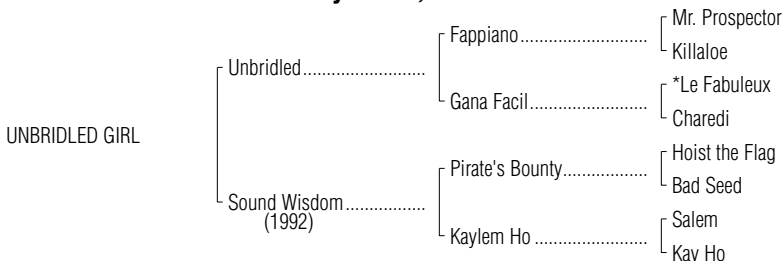 Mr. Prospector
Fappiano
Killaloe
Unbridled
*Le Fabuleux
Gana Facil
Charedi
UNBRIDLED GIRL
Hoist the Flag
Pirate's Bounty
Bad Seed
Sound Wisdom
(1992)
Salem
Kaylem Ho
Kay Ho